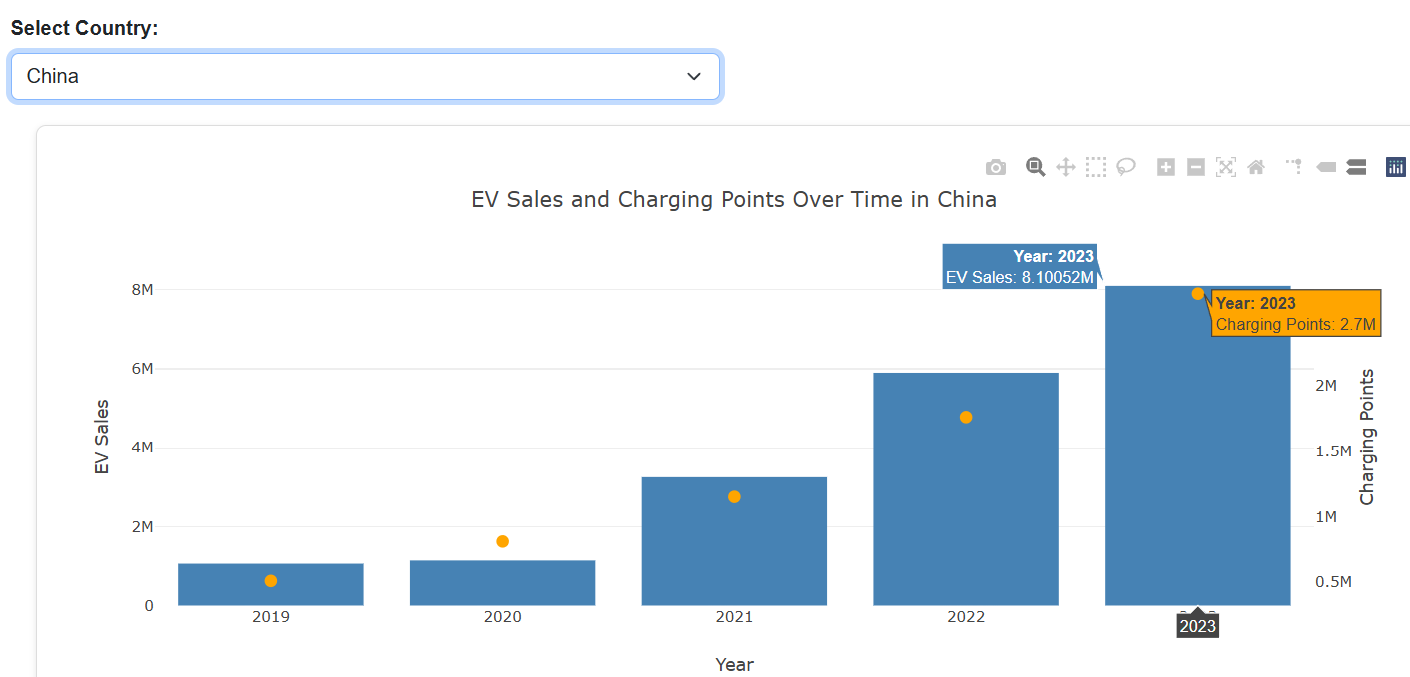 Select Country:
China
EV Sales and Charging Points Over Time in China
Year: 2023
EV Sales: 8.10052M
Year: 2023
Charging Points: 2.7M
8M
6M
4M
2M
0
EV Sales
2M
1.5M
1M
0.5M
Charging Points
2019
2020
2021
2022
2023
Year